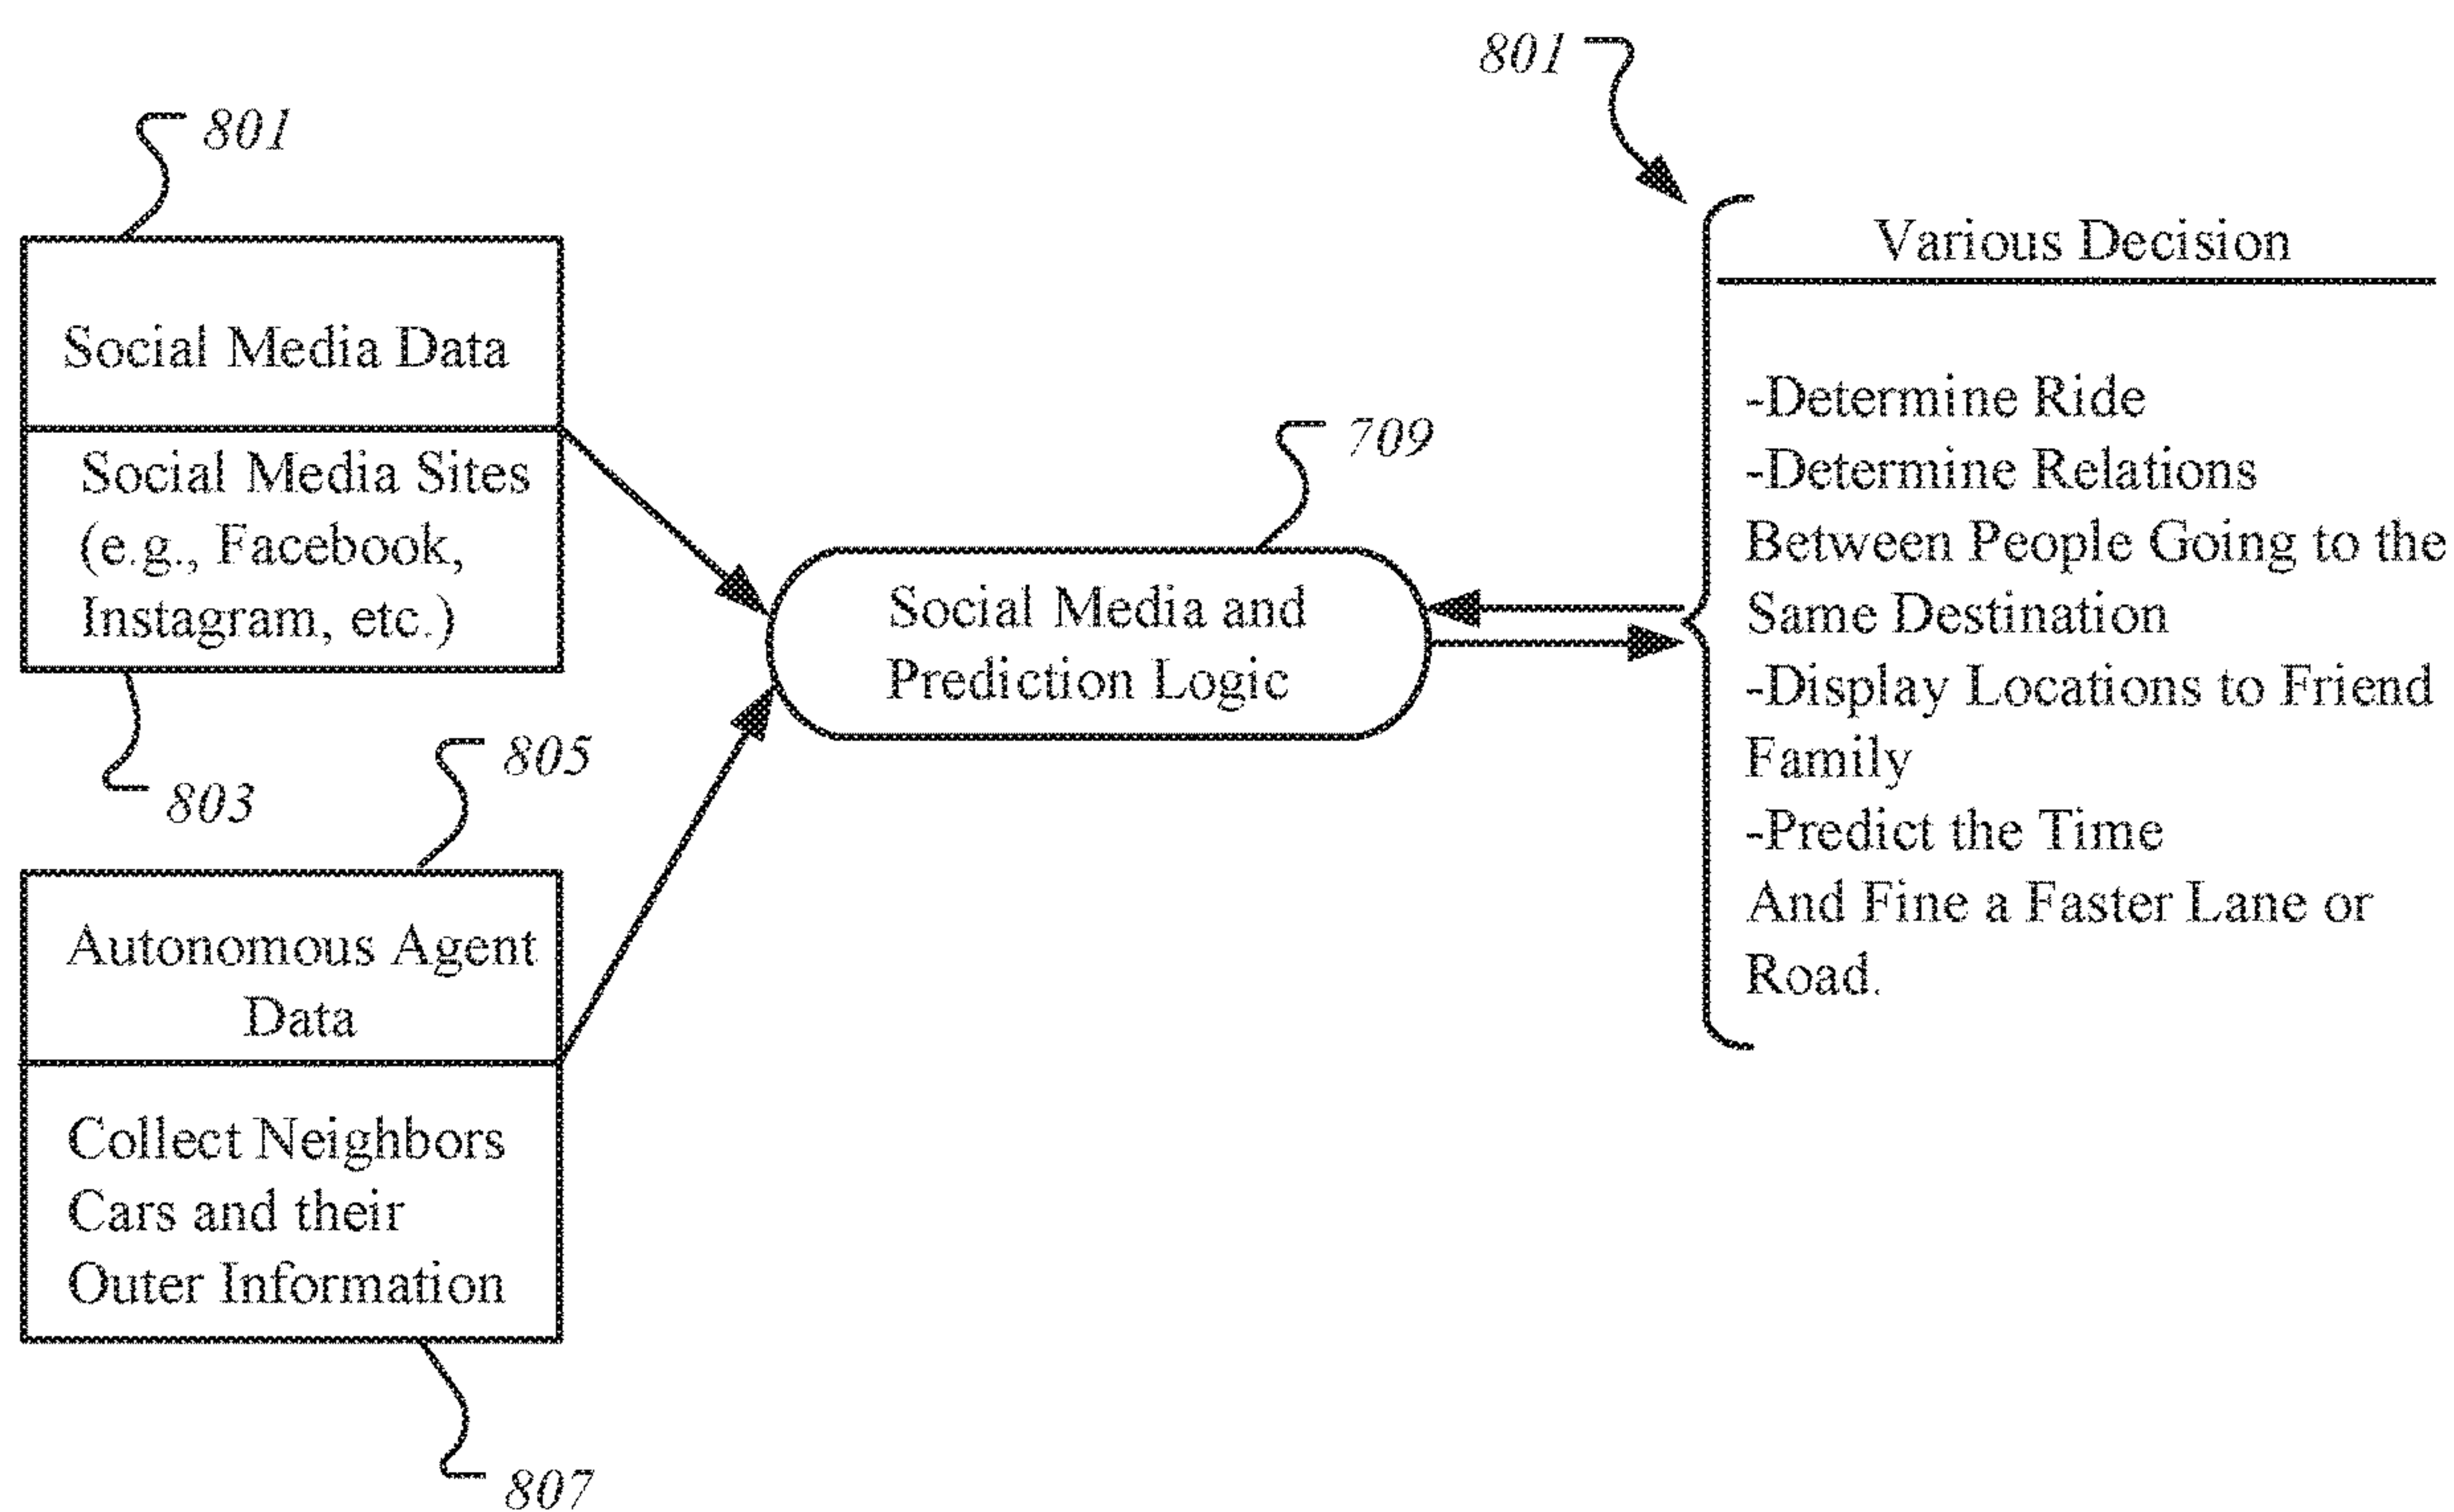 801
Social Media Data
Social Media Sites
(e.g., Facebook,
Instagram, etc.)
803
805
Autonomous Agent
Data
Collect Neighbors
Cars and their
Outer Information
807
709
Social Media and
Prediction Logic
801
Various Decision
-Determine Ride
-Determine Relations
Between People Going to the
Same Destination
-Display Locations to Friend
Family
-Predict the Time
And Fine a Faster Lane or
Road.